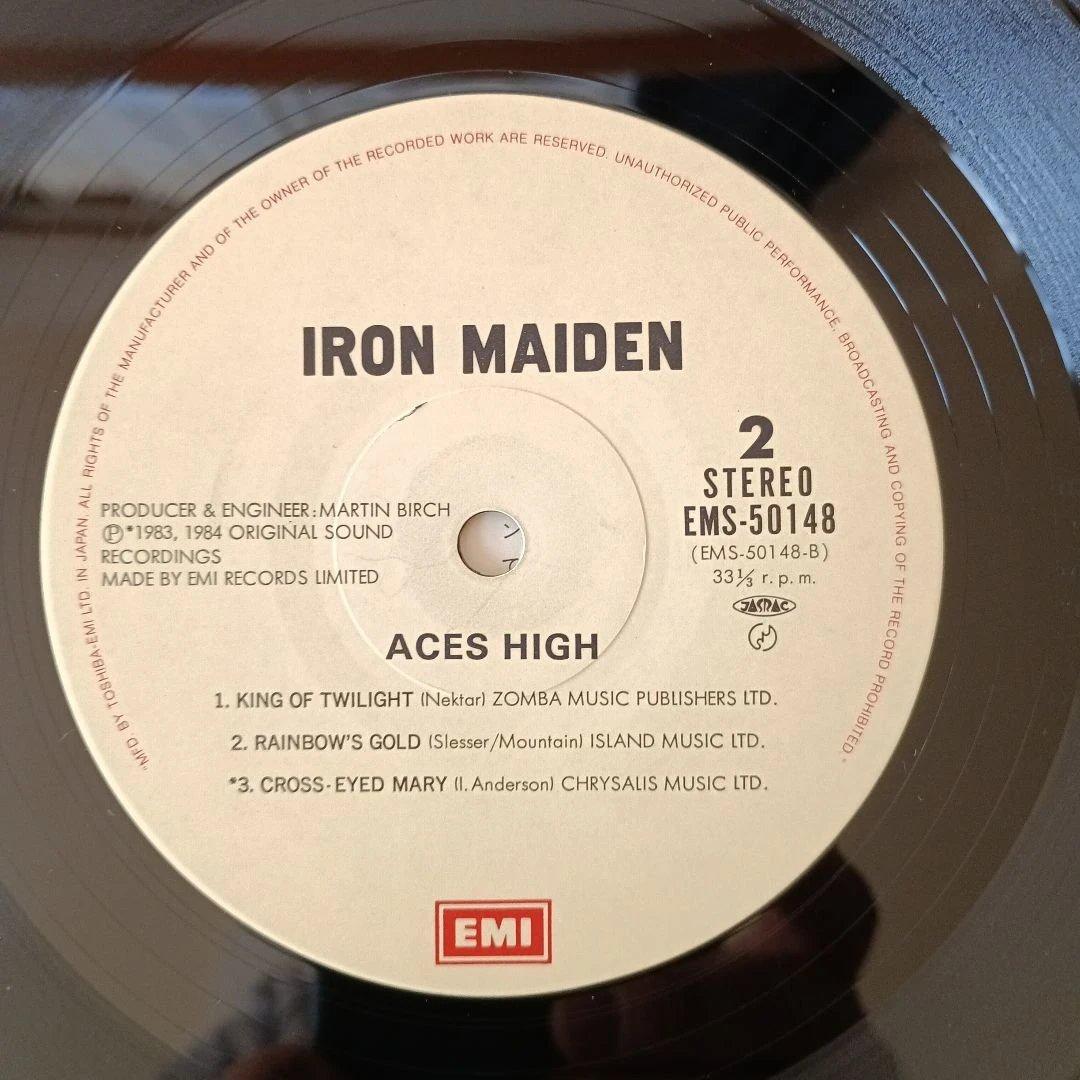 "MFD. BY TOSHIBA-EMI LTD. IN JAPAN. ALL RIGHTS OF THE MANUFACTURER AND OF THE OWNER OF THE RECORDED WORK ARE RESERVED. UNAUTHORIZED PUBLIC PERFORMANCE, BROADCASTING AND COPYING OF THE RECORD PROHIBITED."
IRON MAIDEN
2
STEREO
EMS-50148
(EMS-50148-B)
33⅓ r.p.m.
JASRAC
PRODUCER & ENGINEER:MARTIN BIRCH
℗*1983, 1984 ORIGINAL SOUND
RECORDINGS
MADE BY EMI RECORDS LIMITED
ACES HIGH
1. KING OF TWILIGHT (Nektar) ZOMBA MUSIC PUBLISHERS LTD.
2. RAINBOW'S GOLD (Slesser/Mountain) ISLAND MUSIC LTD.
*3. CROSS-EYED MARY (I. Anderson) CHRYSALIS MUSIC LTD.
EMI